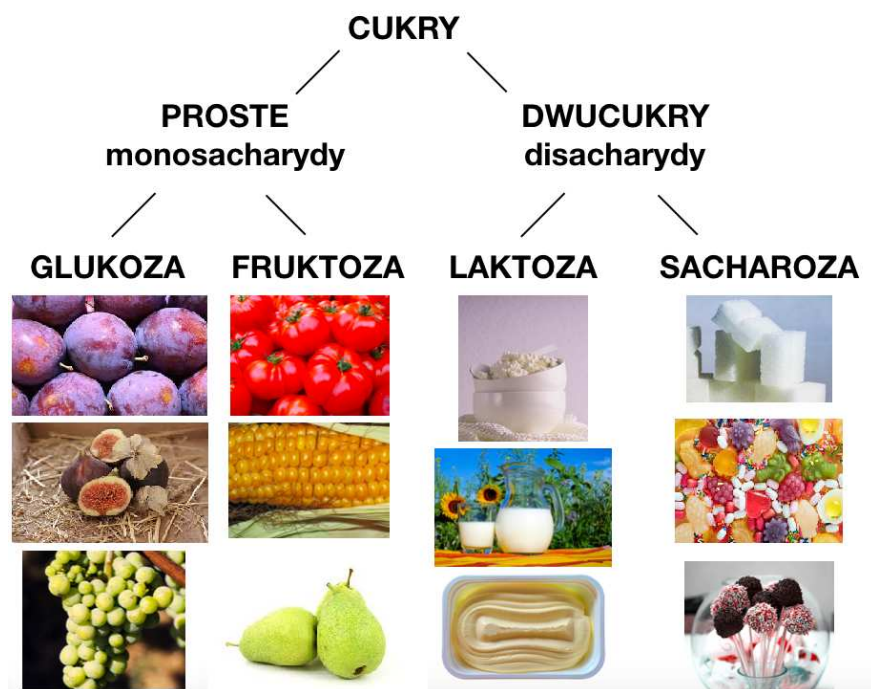 CUKRY
PROSTE
monosacharydy
DWUCUKRY
disacharydy
GLUKOZA
FRUKTOZA
LAKTOZA
SACHAROZA